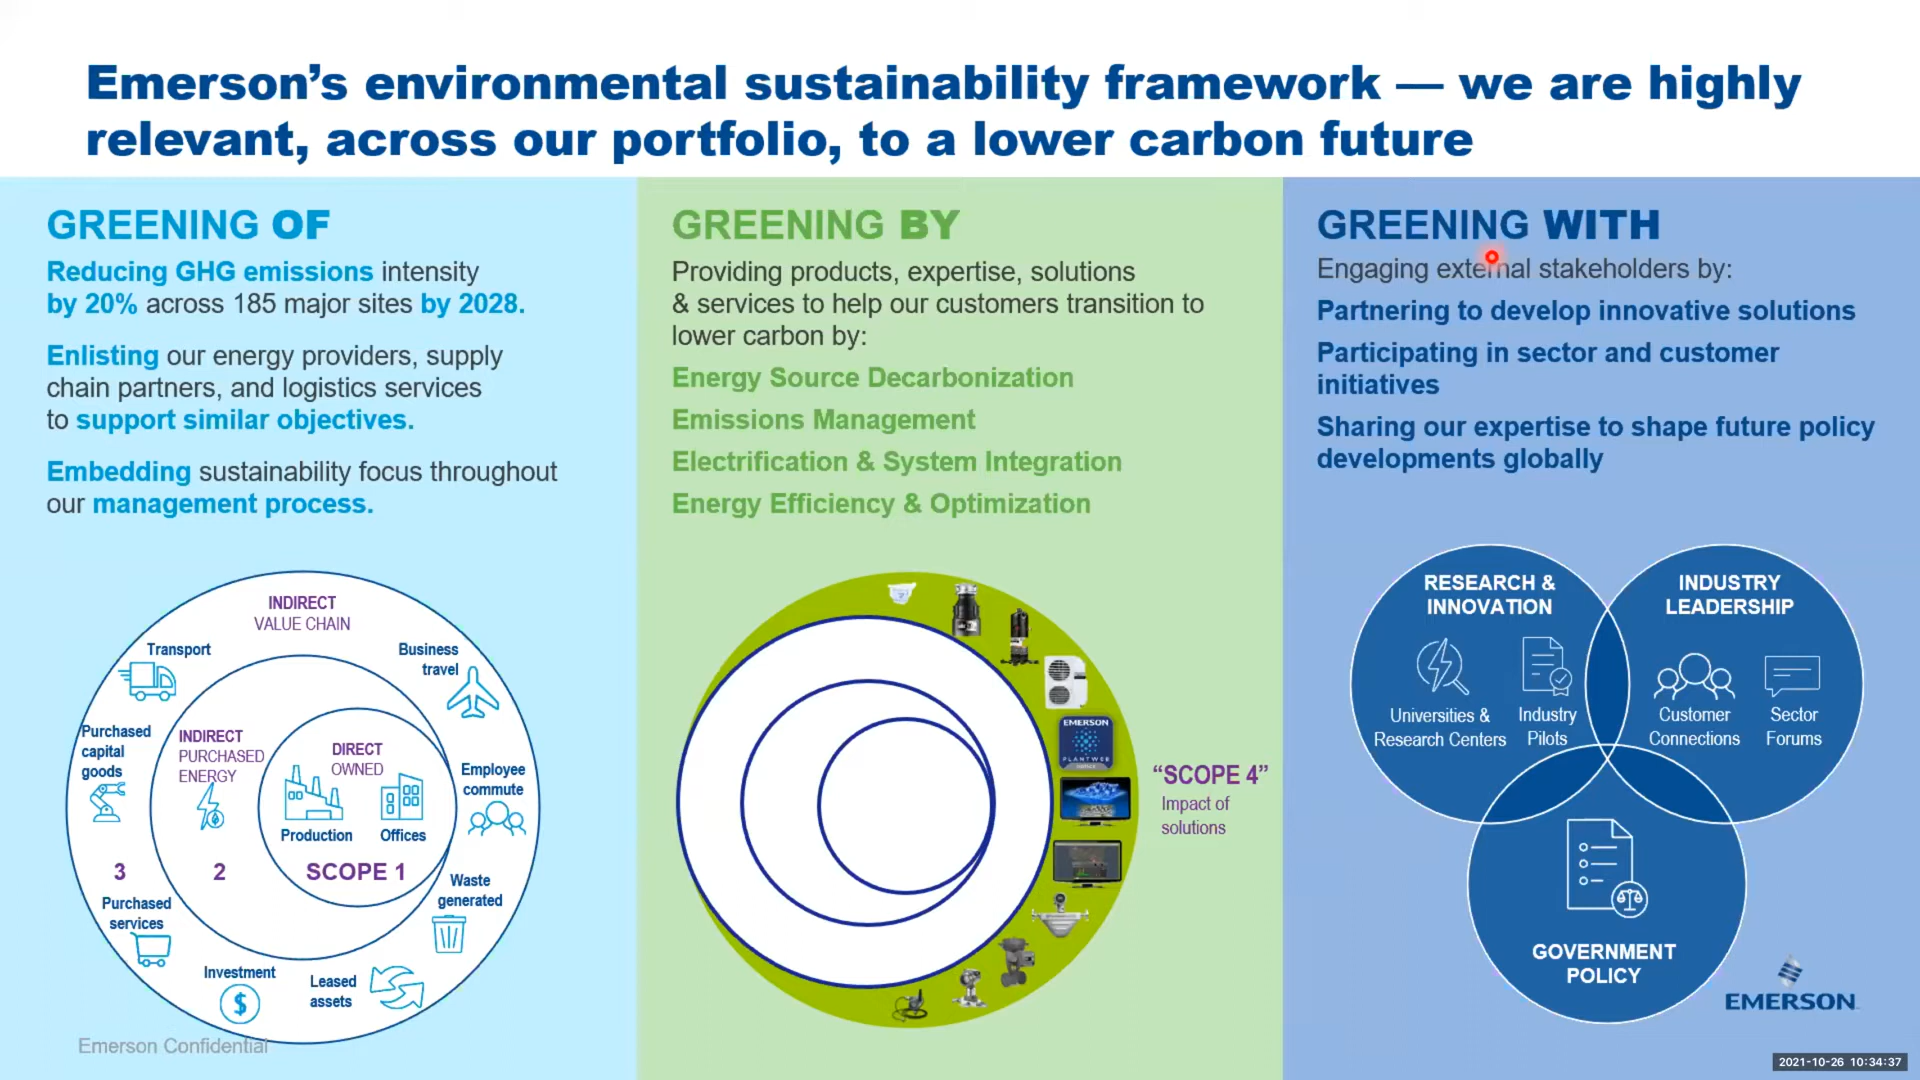 Emerson's environmental sustainability framework — we are highly
relevant, across our portfolio, to a lower carbon future
GREENING OF
Reducing GHG emissions intensity
by 20% across 185 major sites by 2028.
Enlisting our energy providers, supply
chain partners, and logistics services
to support similar objectives.
Embedding sustainability focus throughout
our management process.
INDIRECT
VALUE CHAIN
Transport
Business
travel
Purchased
capital
goods
INDIRECT
PURCHASED
ENERGY
DIRECT
OWNED
Employee
commute
Production
Offices
3
2
SCOPE 1
Waste
generated
Purchased
services
Investment
Leased
assets
Emerson Confidential
GREENING BY
Providing products, expertise, solutions
& services to help our customers transition to
lower carbon by:
Energy Source Decarbonization
Emissions Management
Electrification & System Integration
Energy Efficiency & Optimization
EMERSON
PLANTWEB
“SCOPE 4”
Impact of
solutions
GREENING WITH
Engaging external stakeholders by:
Partnering to develop innovative solutions
Participating in sector and customer
initiatives
Sharing our expertise to shape future policy
developments globally
RESEARCH &
INNOVATION
Universities &
Research Centers
Industry
Pilots
INDUSTRY
LEADERSHIP
Customer
Connections
Sector
Forums
GOVERNMENT
POLICY
EMERSON
2021-10-26 10:34:37